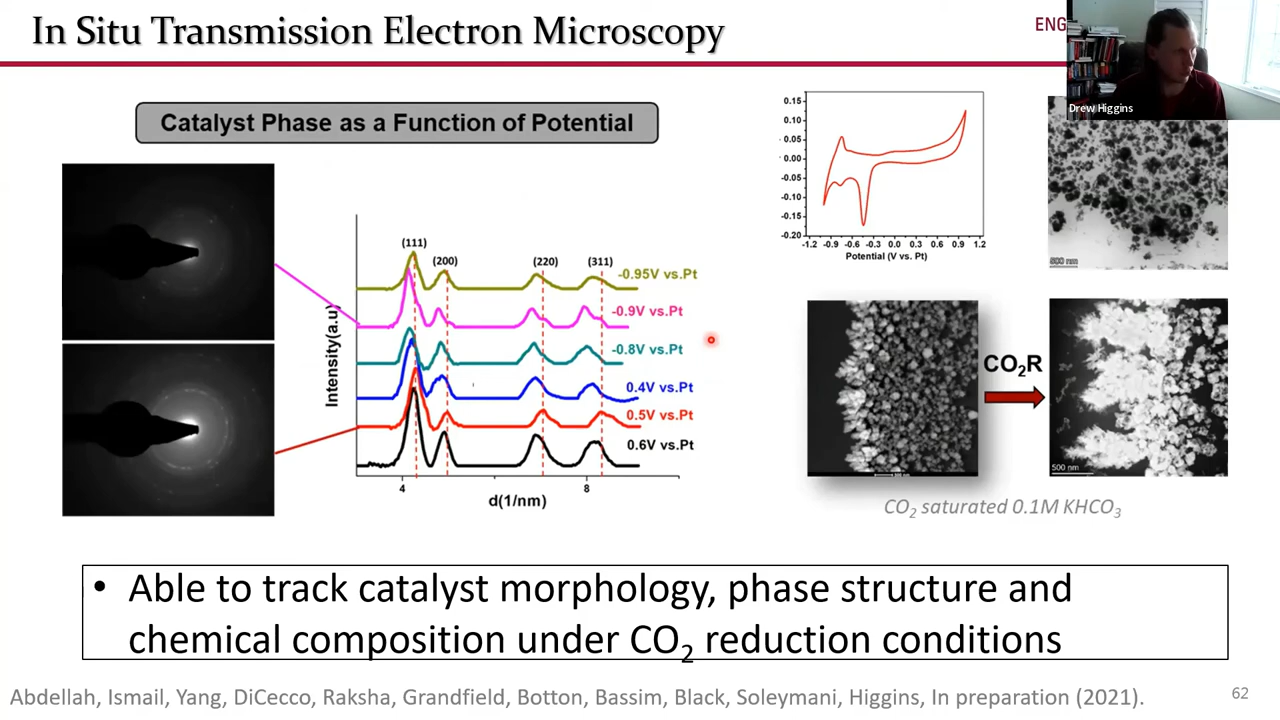 In Situ Transmission Electron Microscopy
ENG
Drew Higgins
Catalyst Phase as a Function of Potential
(111)
(200)
(220)
(311)
-0.95V vs.Pt
-0.9V vs.Pt
-0.8V vs.Pt
0.4V vs.Pt
0.5V vs.Pt
0.6V vs.Pt
Intensity(a.u)
4
8
d(1/nm)
0.15
0.10
0.05
0.00
-0.05
-0.10
-0.15
-0.20
-1.2 -0.9 -0.6 -0.3 0.0 0.3 0.6 0.9 1.2
Potential (V vs. Pt)
500 nm
CO2R
500 nm
CO2 saturated 0.1M KHCO3
• Able to track catalyst morphology, phase structure and
chemical composition under CO2 reduction conditions
Abdellah, Ismail, Yang, DiCecco, Raksha, Grandfield, Botton, Bassim, Black, Soleymani, Higgins, In preparation (2021).
62